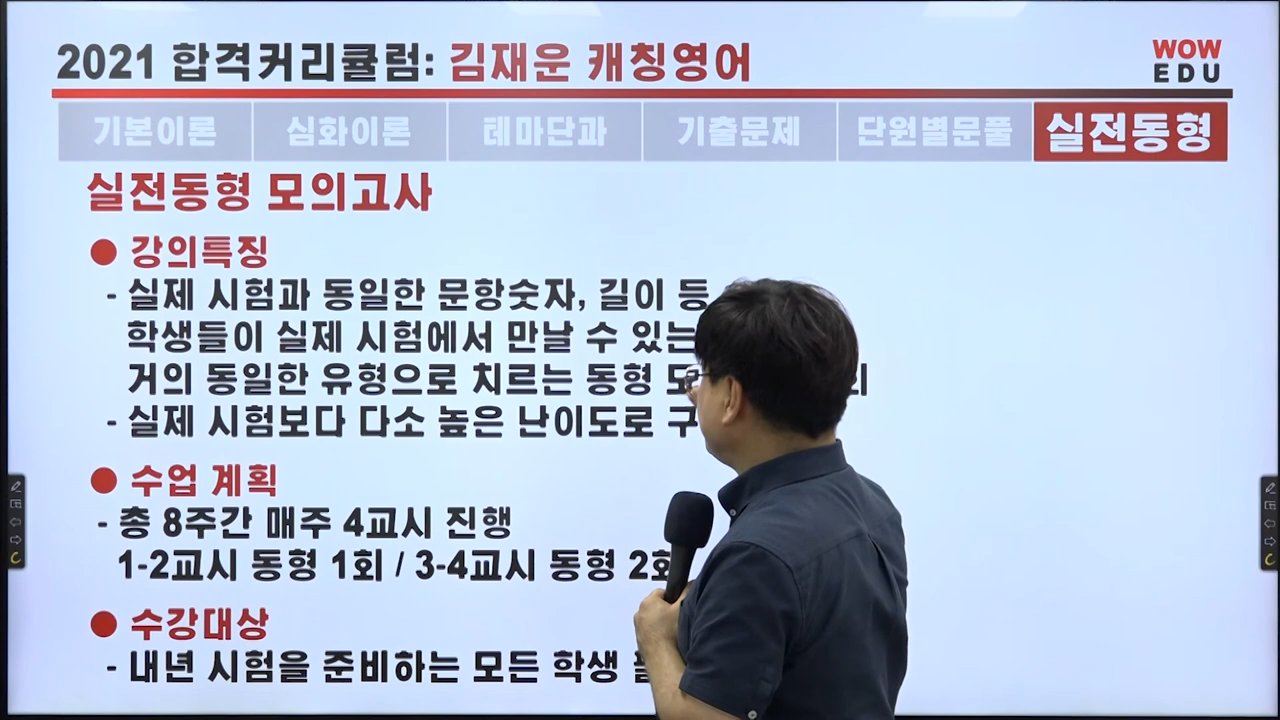 2021 합격커리큘럼: 김재운 캐칭영어
WOW
EDU
기본이론 심화이론 테마단과 기출문제 단원별문풀 실전동형
실전동형 모의고사
● 강의특징
- 실제 시험과 동일한 문항숫자, 길이 등
학생들이 실제 시험에서 만날 수 있는
거의 동일한 유형으로 치르는 동형
- 실제 시험보다 다소 높은 난이도로
● 수업 계획
- 총 8주간 매주 4교시 진행
1-2교시 동형 1회 / 3-4교시 동형 2회
● 수강대상
- 내년 시험을 준비하는 모든 학생